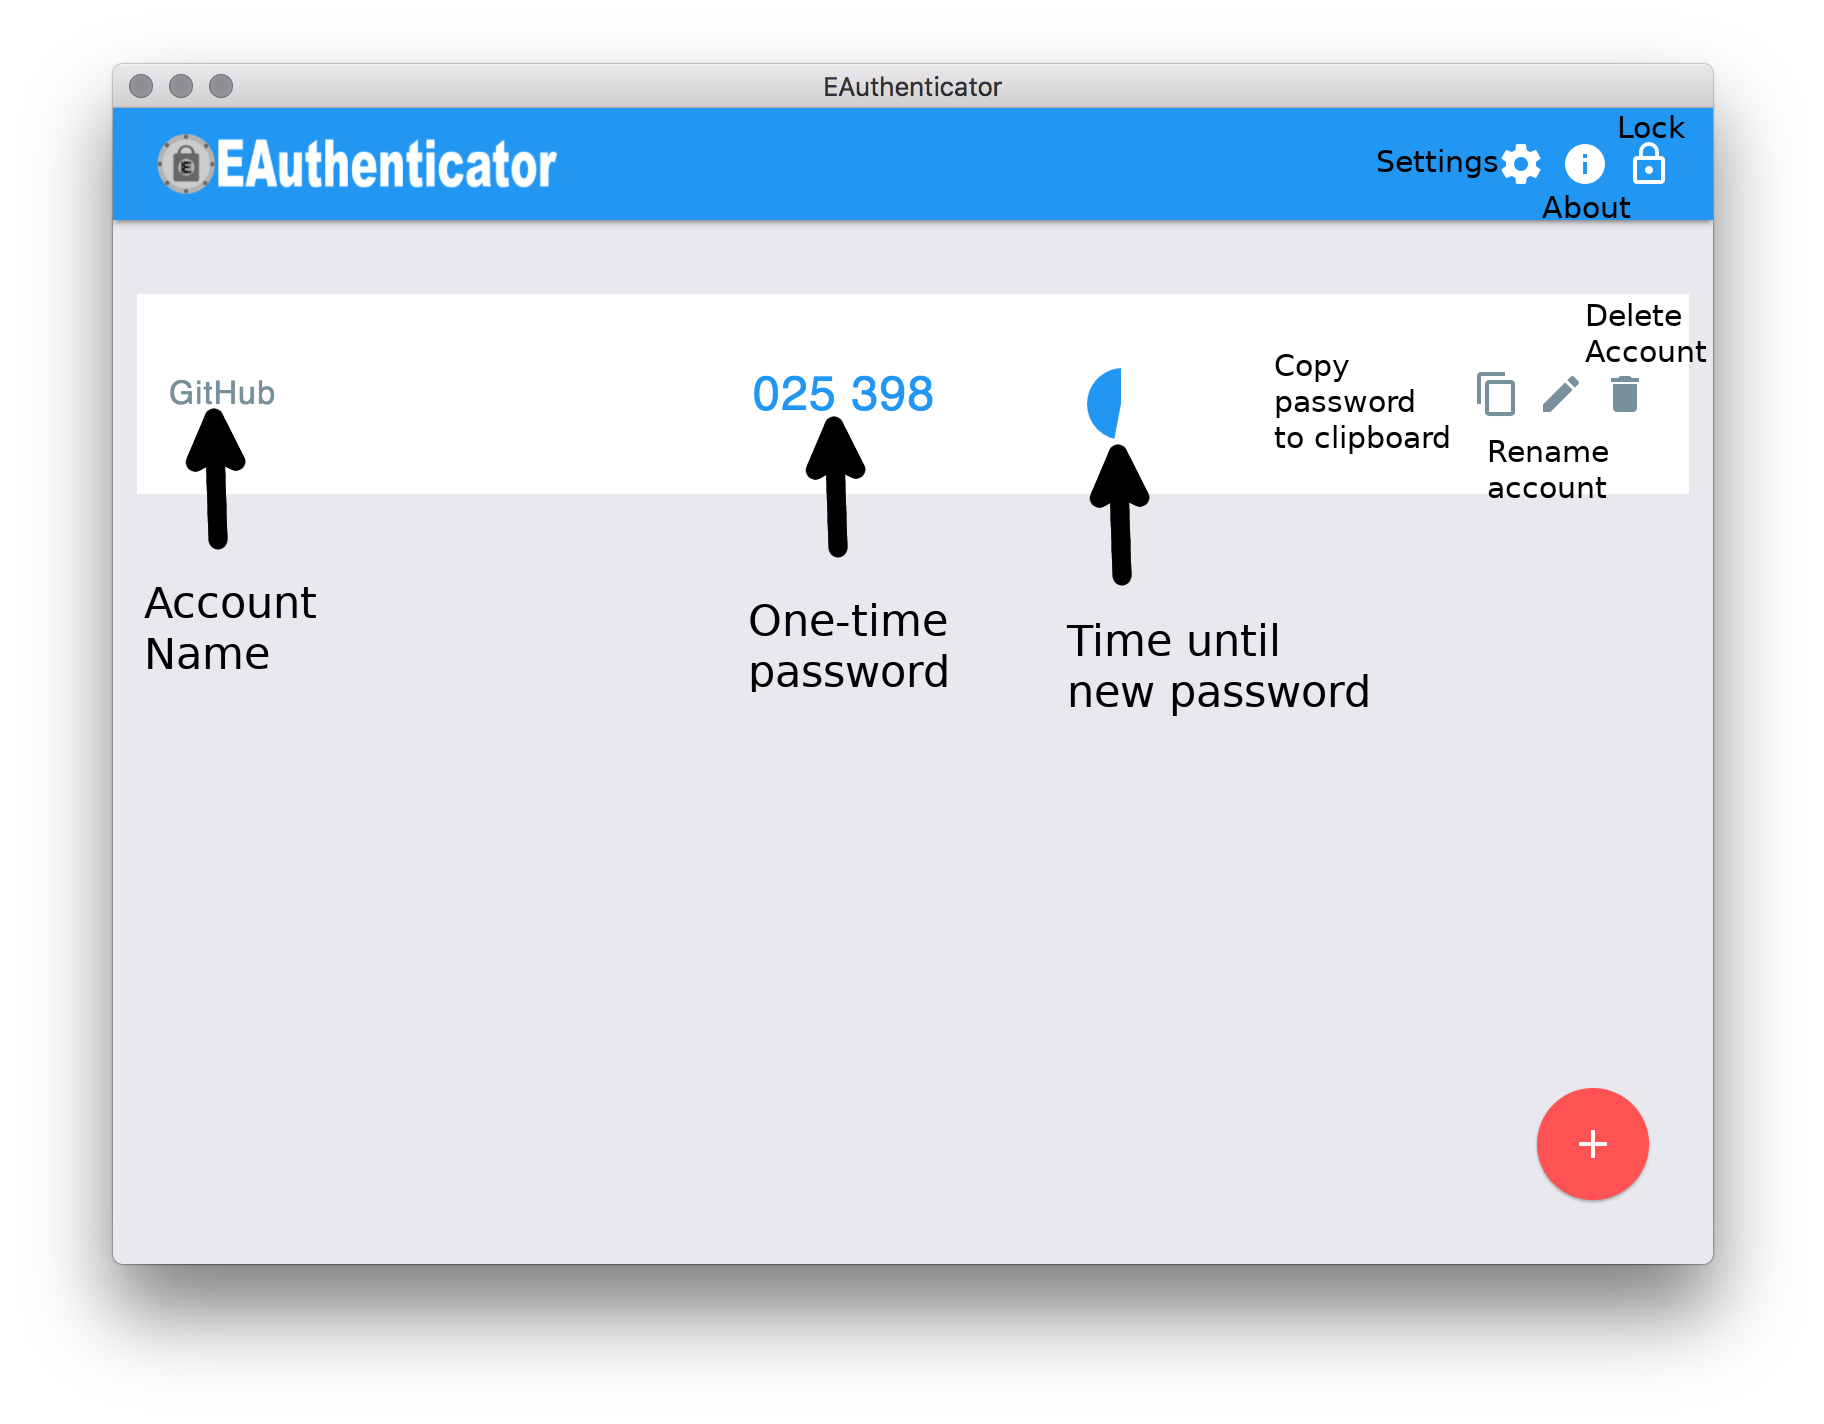 EAuthenticator
EAuthenticator
Lock
Settings
About
Delete
Account
GitHub
025 398
Copy
password
to clipboard
Rename
account
Account
Name
One-time
password
Time until
new password